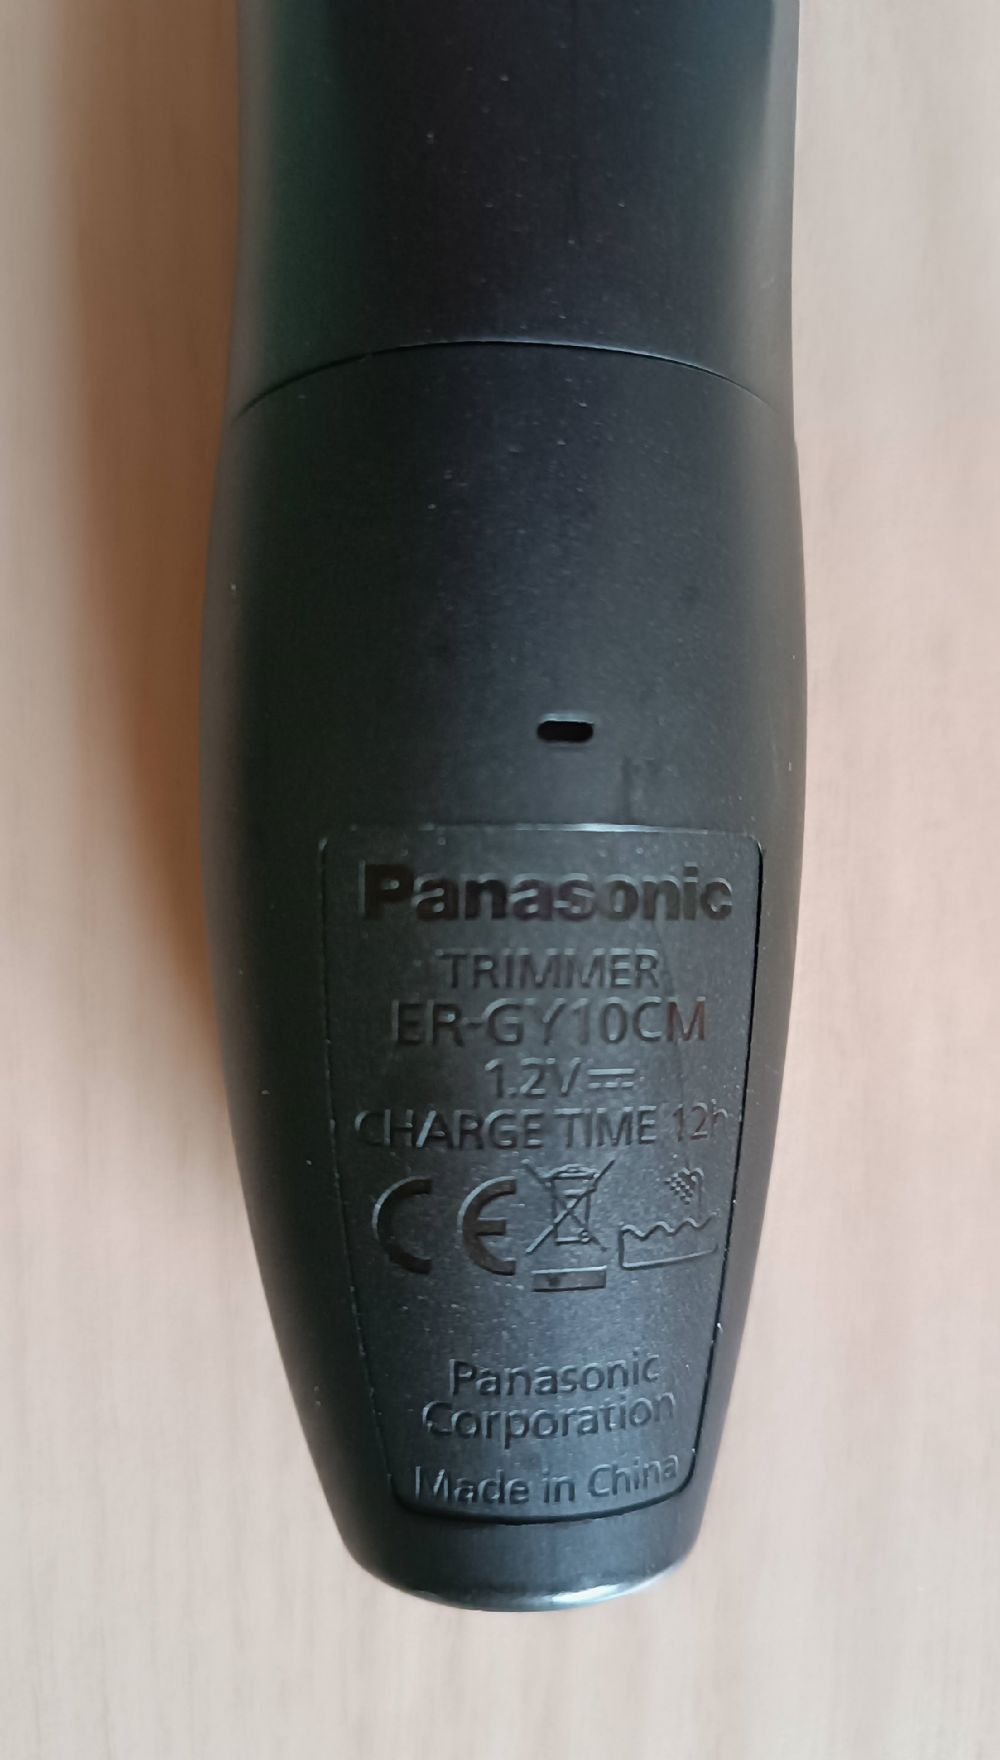 Panasonic
TRIMMER
ER-GY10CM
1.2V⎓
CHARGE TIME 12h
CE
Panasonic
Corporation
Made in China